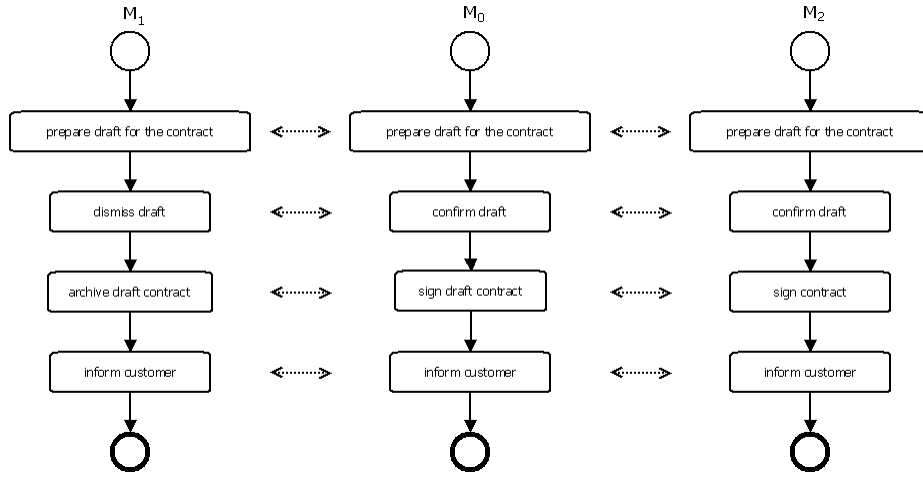 M1 M0 M2
prepare draft for the contract prepare draft for the contract prepare draft for the contract
dismiss draft confirm draft confirm draft
archive draft contract sign draft contract sign contract
inform customer inform customer inform customer